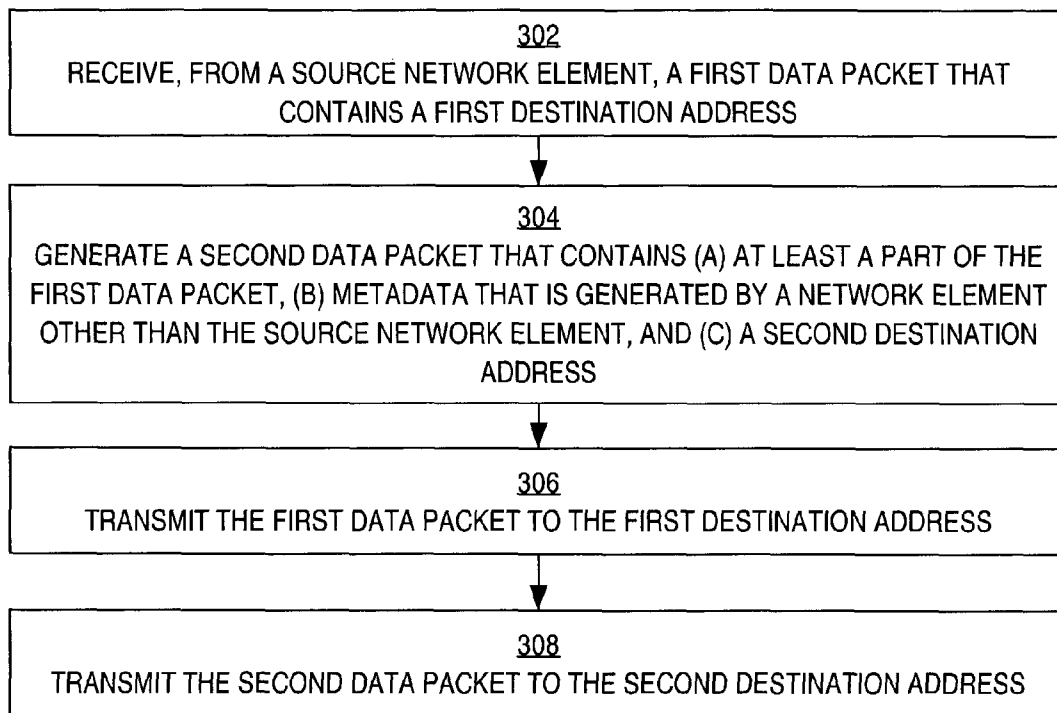 302
RECEIVE, FROM A SOURCE NETWORK ELEMENT, A FIRST DATA PACKET THAT
CONTAINS A FIRST DESTINATION ADDRESS
304
GENERATE A SECOND DATA PACKET THAT CONTAINS (A) AT LEAST A PART OF THE
FIRST DATA PACKET, (B) METADATA THAT IS GENERATED BY A NETWORK ELEMENT
OTHER THAN THE SOURCE NETWORK ELEMENT, AND (C) A SECOND DESTINATION
ADDRESS
306
TRANSMIT THE FIRST DATA PACKET TO THE FIRST DESTINATION ADDRESS
308
TRANSMIT THE SECOND DATA PACKET TO THE SECOND DESTINATION ADDRESS